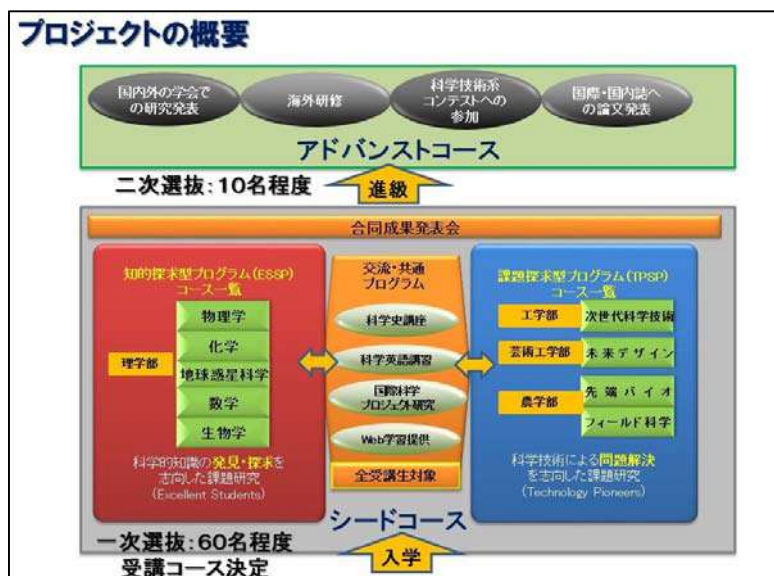 プロジェクトの概要
国内外の学会で
の研究発表
海外研修
科学技術系
コンテストへの
参加
国際・国内誌へ
の論文発表
アドバンストコース
二次選抜：10名程度
進級
合同成果発表会
知的探求型プログラム(ESSP)
コース一覧
理学部
物理学
化学
地球惑星科学
数学
生物学
科学的知識の発見・探求を
志向した課題研究
(Excellent Students)
交流・共通
プログラム
科学史講座
科学英語講習
国際科学
プロジェクト研究
Web学習提供
全受講生対象
課題探求型プログラム(TPSP)
コース一覧
工学部
次世代科学技術
芸術工学部
未来デザイン
農学部
先端バイオ
フィールド科学
科学技術による問題解決
を志向した課題研究
(Technology Pioneers)
シードコース
一次選抜：60名程度
受講コース決定
入学